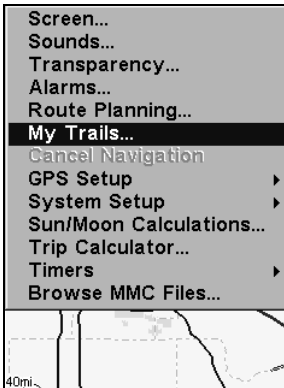 Screen...
Sounds...
Transparency...
Alarms...
Route Planning...
My Trails...
Cancel Navigation
GPS Setup
System Setup
Sun/Moon Calculations...
Trip Calculator...
Timers
Browse MMC Files...
40mi